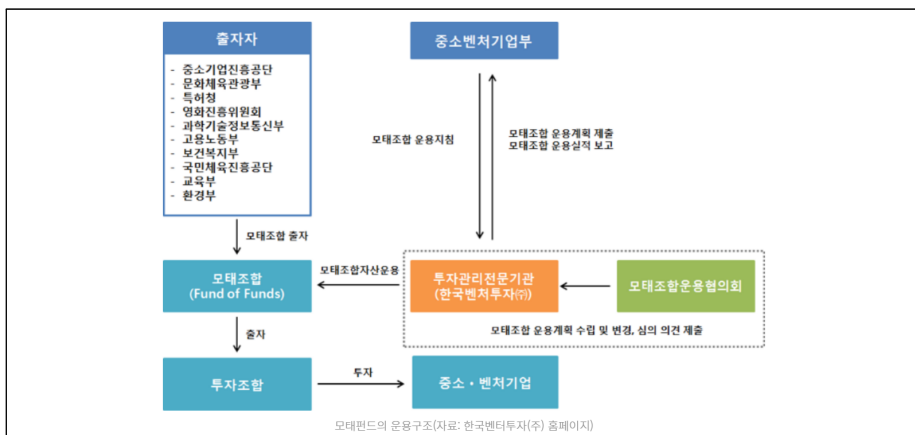 출자자
- 중소기업진흥공단
- 문화체육관광부
- 특허청
- 영화진흥위원회
- 과학기술정보통신부
- 고용노동부
- 보건복지부
- 국민체육진흥공단
- 교육부
- 환경부
중소벤처기업부
모태조합 운용지침
모태조합 운용계획 제출
모태조합 운용실적 보고
모태조합 출자
모태조합
(Fund of Funds)
모태조합자산운용
투자관리전문기관
(한국벤처투자㈜)
모태조합운용협의회
모태조합 운용계획 수립 및 변경, 심의 의견 제출
출자
투자조합
투자
중소・벤처기업
모태펀드의 운용구조(자료: 한국벤터투자(주) 홈페이지)